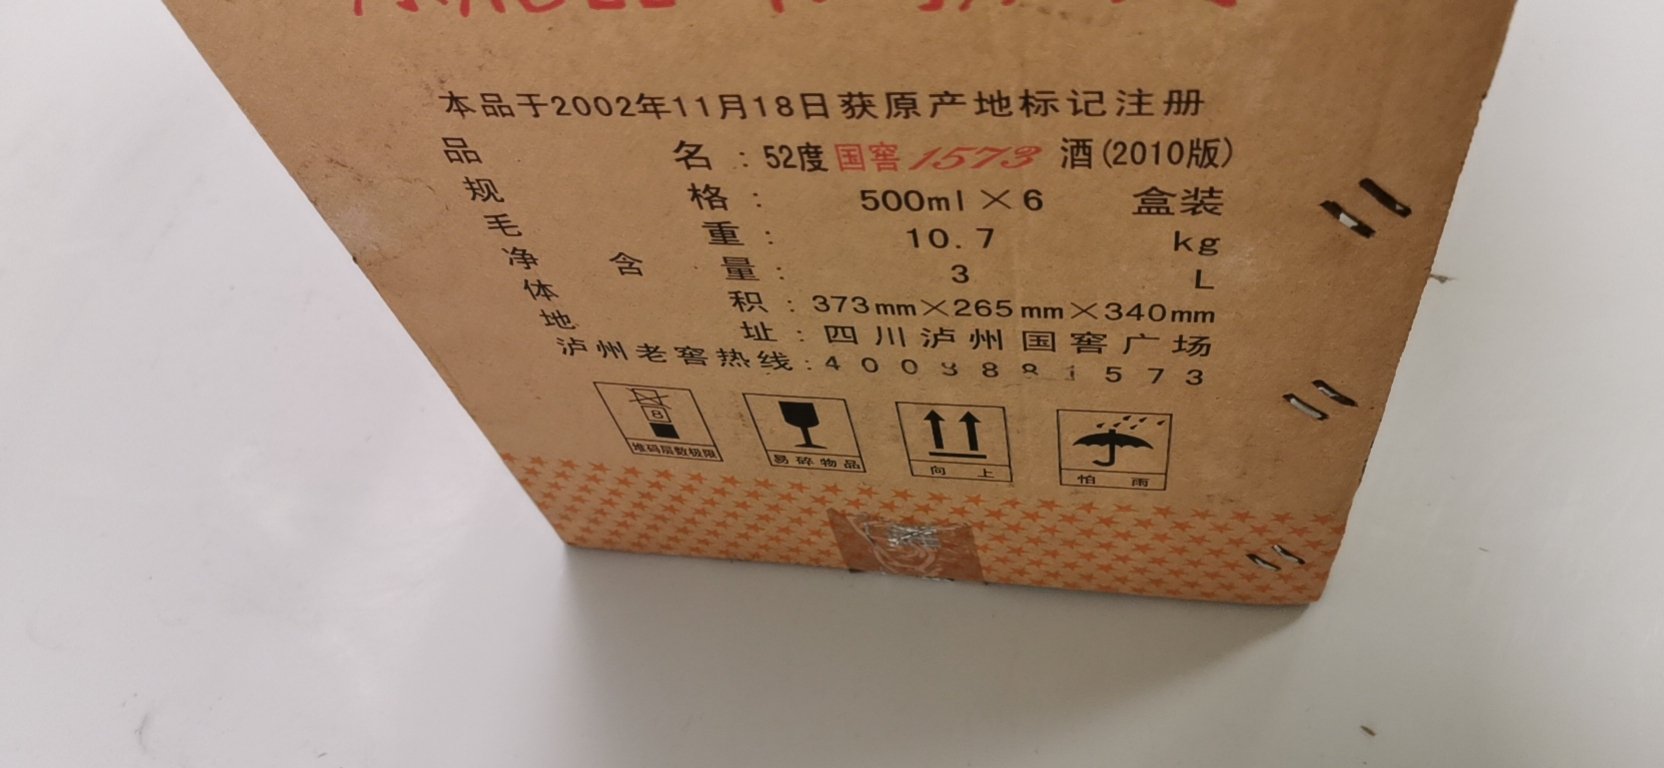 本品于2002年11月18日获原产地标记注册
品名：52度国窖1573酒(2010版)
规格：500ml×6 盒装
毛重：10.7 kg
净含量：3 L
体积：373mm×265mm×340mm
地址：四川泸州国窖广场
泸州老窖热线：4008881573
8
堆码层数极限
易碎物品
向上
怕雨